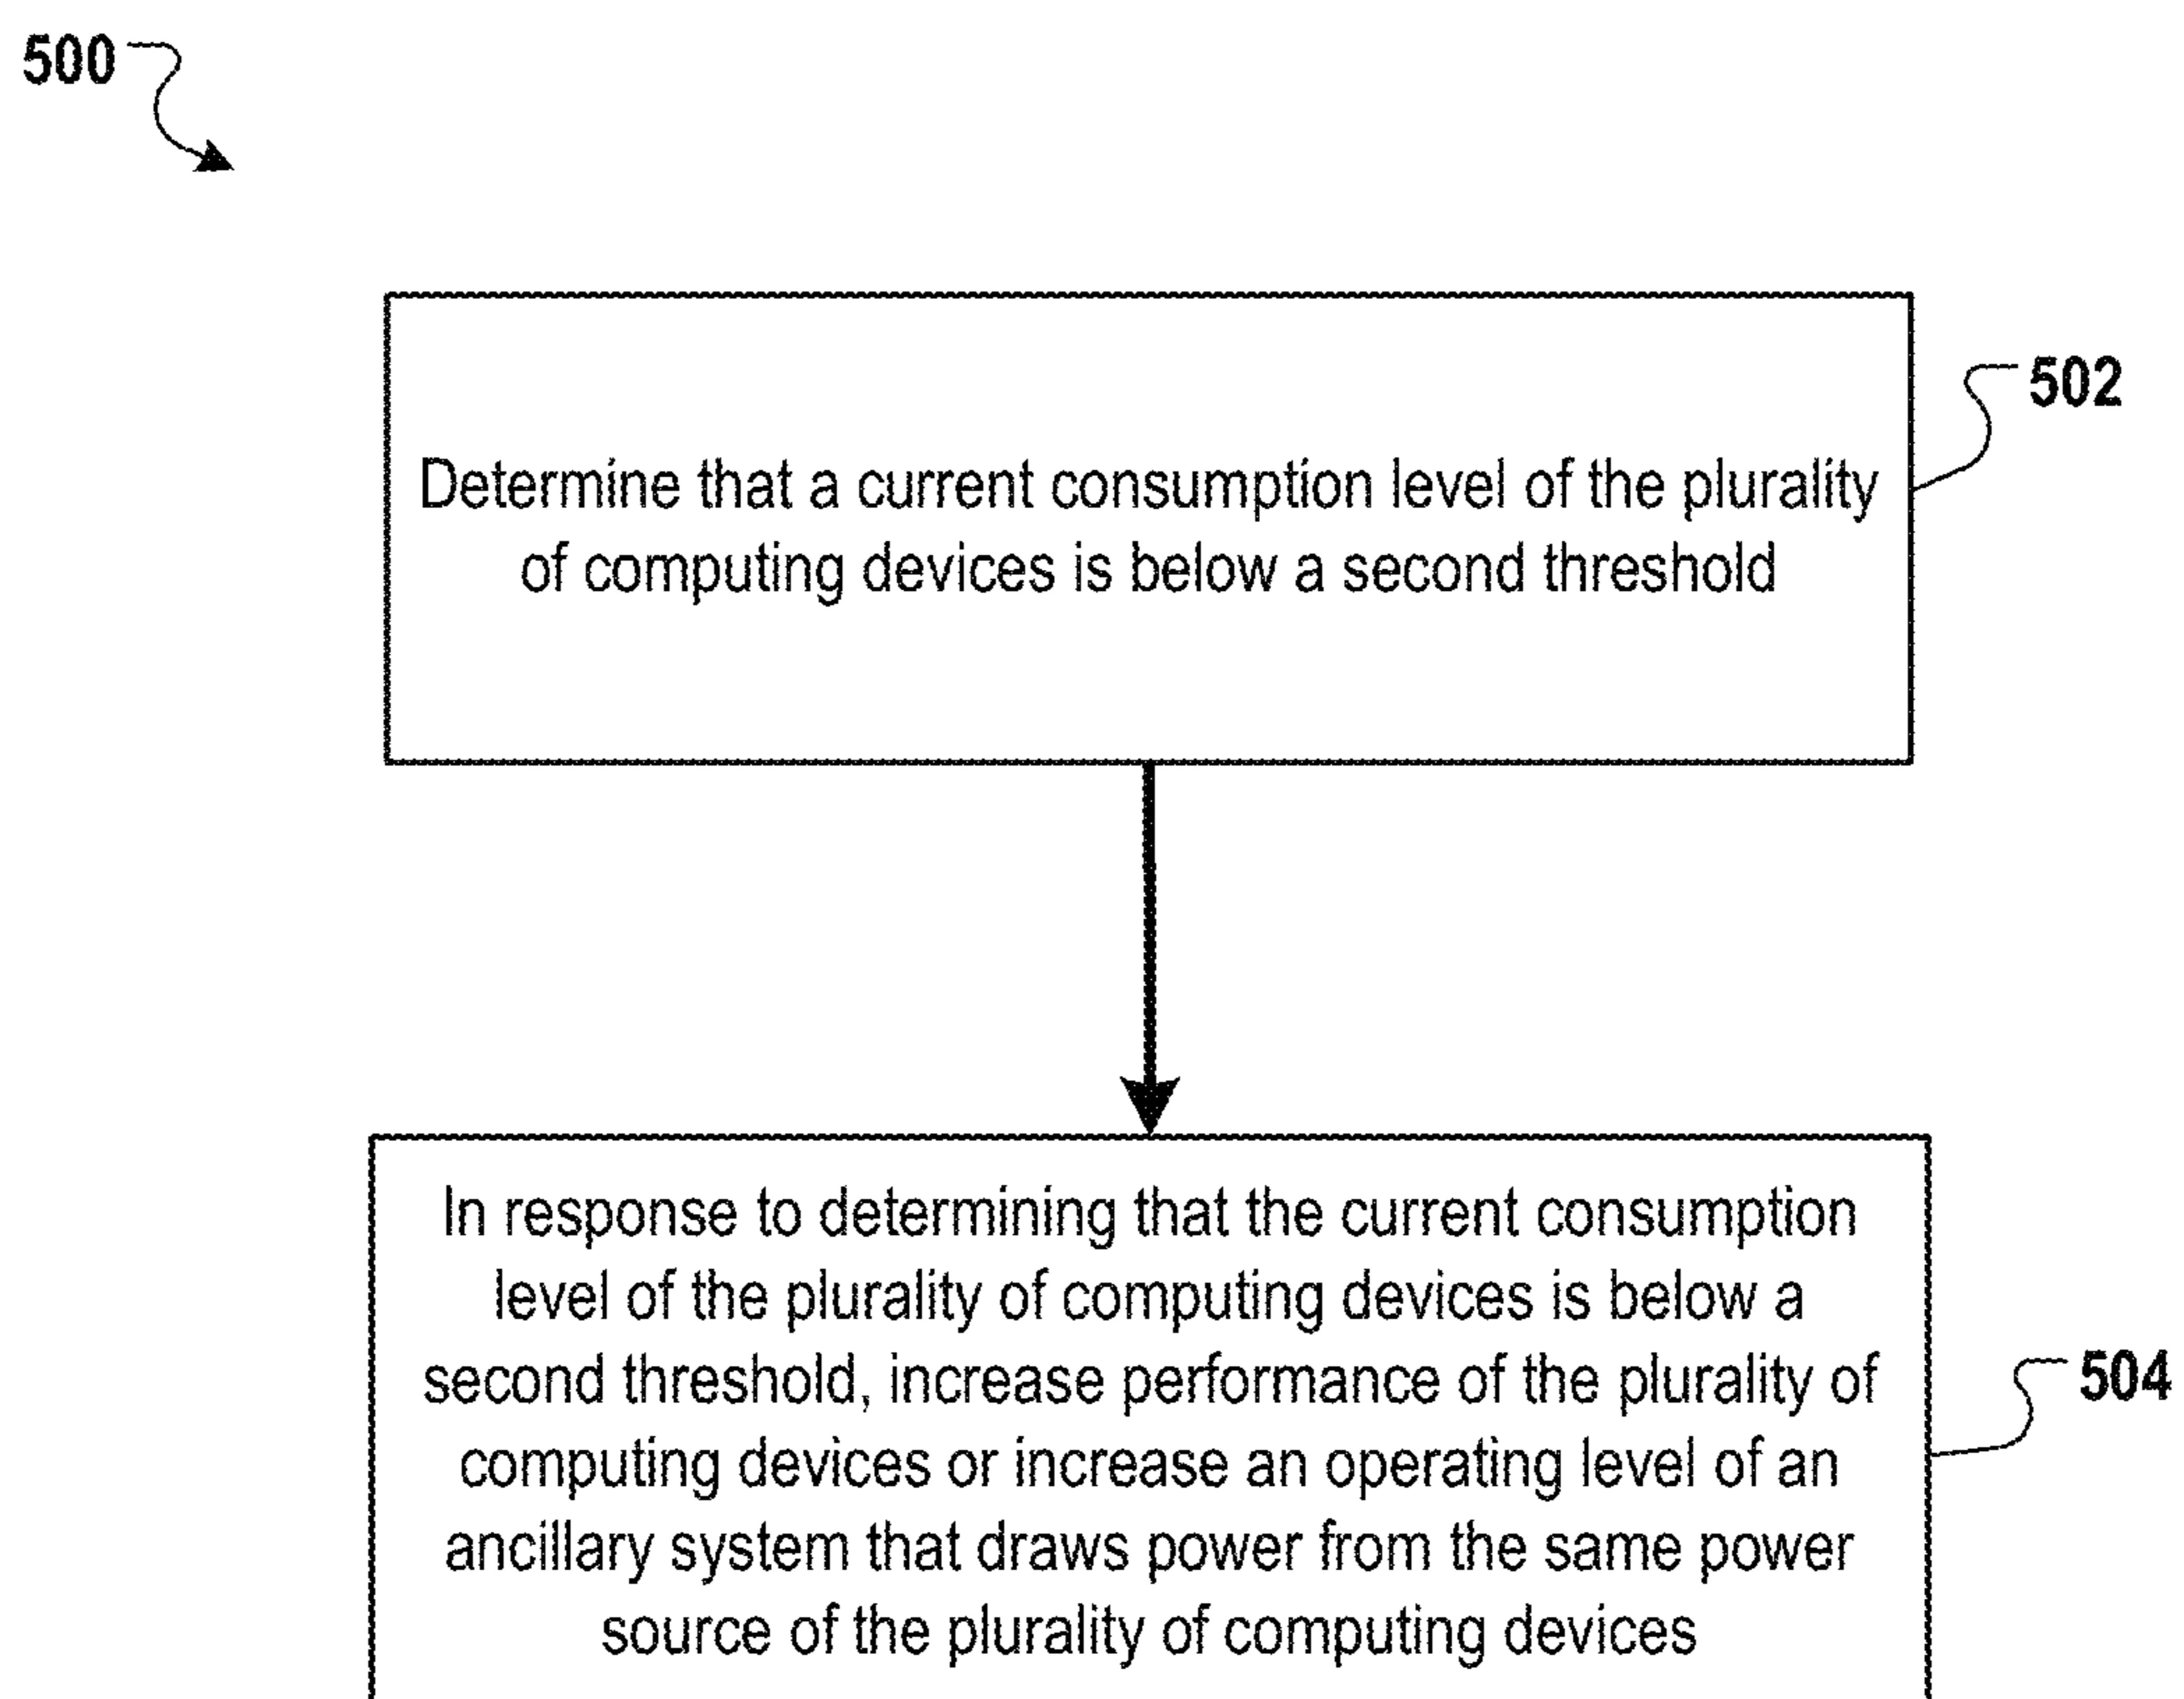 500
502
Determine that a current consumption level of the plurality
of computing devices is below a second threshold
In response to determining that the current consumption
level of the plurality of computing devices is below a
second threshold, increase performance of the plurality of
computing devices or increase an operating level of an
ancillary system that draws power from the same power
source of the plurality of computing devices
504